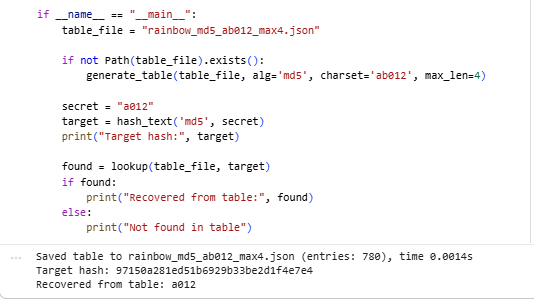 if __name__ == "__main__":
    table_file = "rainbow_md5_ab012_max4.json"
    if not Path(table_file).exists():
        generate_table(table_file, alg='md5', charset='ab012', max_len=4)
    secret = "a012"
    target = hash_text('md5', secret)
    print("Target hash:", target)
    found = lookup(table_file, target)
    if found:
        print("Recovered from table:", found)
    else:
        print("Not found in table")
Saved table to rainbow_md5_ab012_max4.json (entries: 780), time 0.0014s
Target hash: 97150a281ed51b6929b33be2d1f4e7e4
Recovered from table: a012